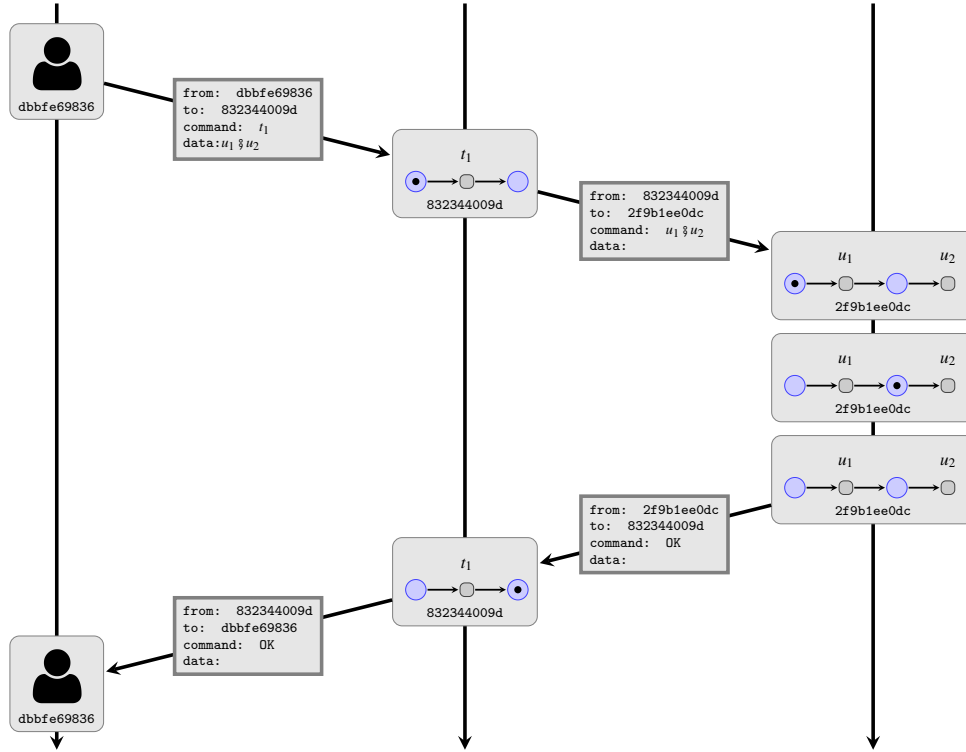 dbbfe69836
from: dbbfe69836
to: 832344009d
command: t₁
data:u₁⨾u₂
t₁
832344009d
from: 832344009d
to: 2f9b1ee0dc
command: u₁⨾u₂
data:
u₁ u₂
2f9b1ee0dc
u₁ u₂
2f9b1ee0dc
u₁ u₂
2f9b1ee0dc
from: 2f9b1ee0dc
to: 832344009d
command: OK
data:
t₁
832344009d
from: 832344009d
to: dbbfe69836
command: OK
data:
dbbfe69836